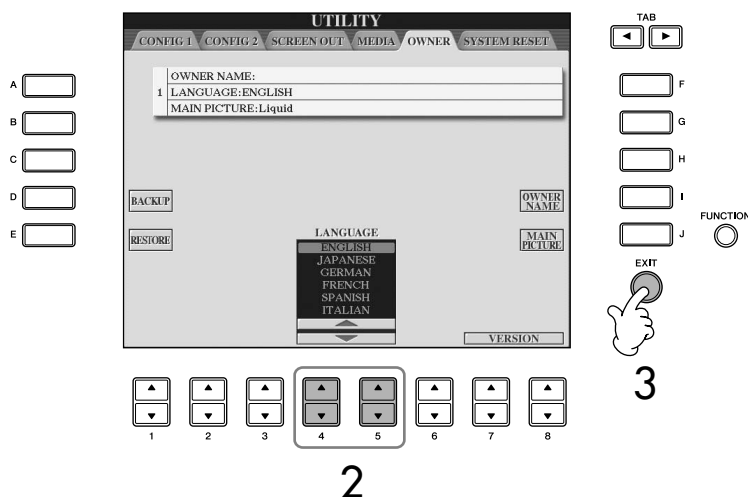 UTILITY
CONFIG 1 CONFIG 2 SCREEN OUT MEDIA OWNER SYSTEM RESET
TAB
OWNER NAME:
1 LANGUAGE:ENGLISH
MAIN PICTURE:Liquid
A
B
C
D
E
F
G
H
I
J
BACKUP
RESTORE
OWNER
NAME
MAIN
PICTURE
LANGUAGE
ENGLISH
JAPANESE
GERMAN
FRENCH
SPANISH
ITALIAN
VERSION
FUNCTION
EXIT
3
1 2 3 4 5 6 7 8
2